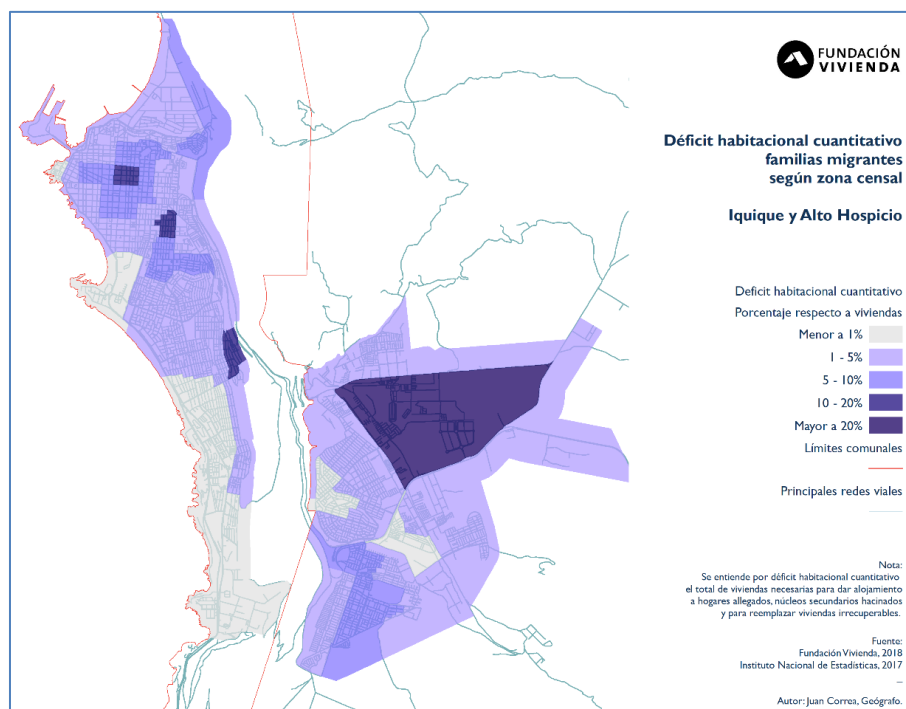 FUNDACIÓN
VIVIENDA
Déficit habitacional cuantitativo
familias migrantes
según zona censal
Iquique y Alto Hospicio
Deficit habitacional cuantitativo
Porcentaje respecto a viviendas
Menor a 1%
1 - 5%
5 - 10%
10 - 20%
Mayor a 20%
Límites comunales
Principales redes viales
Nota:
Se entiende por déficit habitacional cuantitativo
el total de viviendas necesarias para dar alojamiento
a hogares allegados, núcleos secundarios hacinados
y para reemplazar viviendas irrecuperables.
Fuente:
Fundación Vivienda, 2018
Instituto Nacional de Estadísticas, 2017
_
Autor: Juan Correa, Geógrafo.